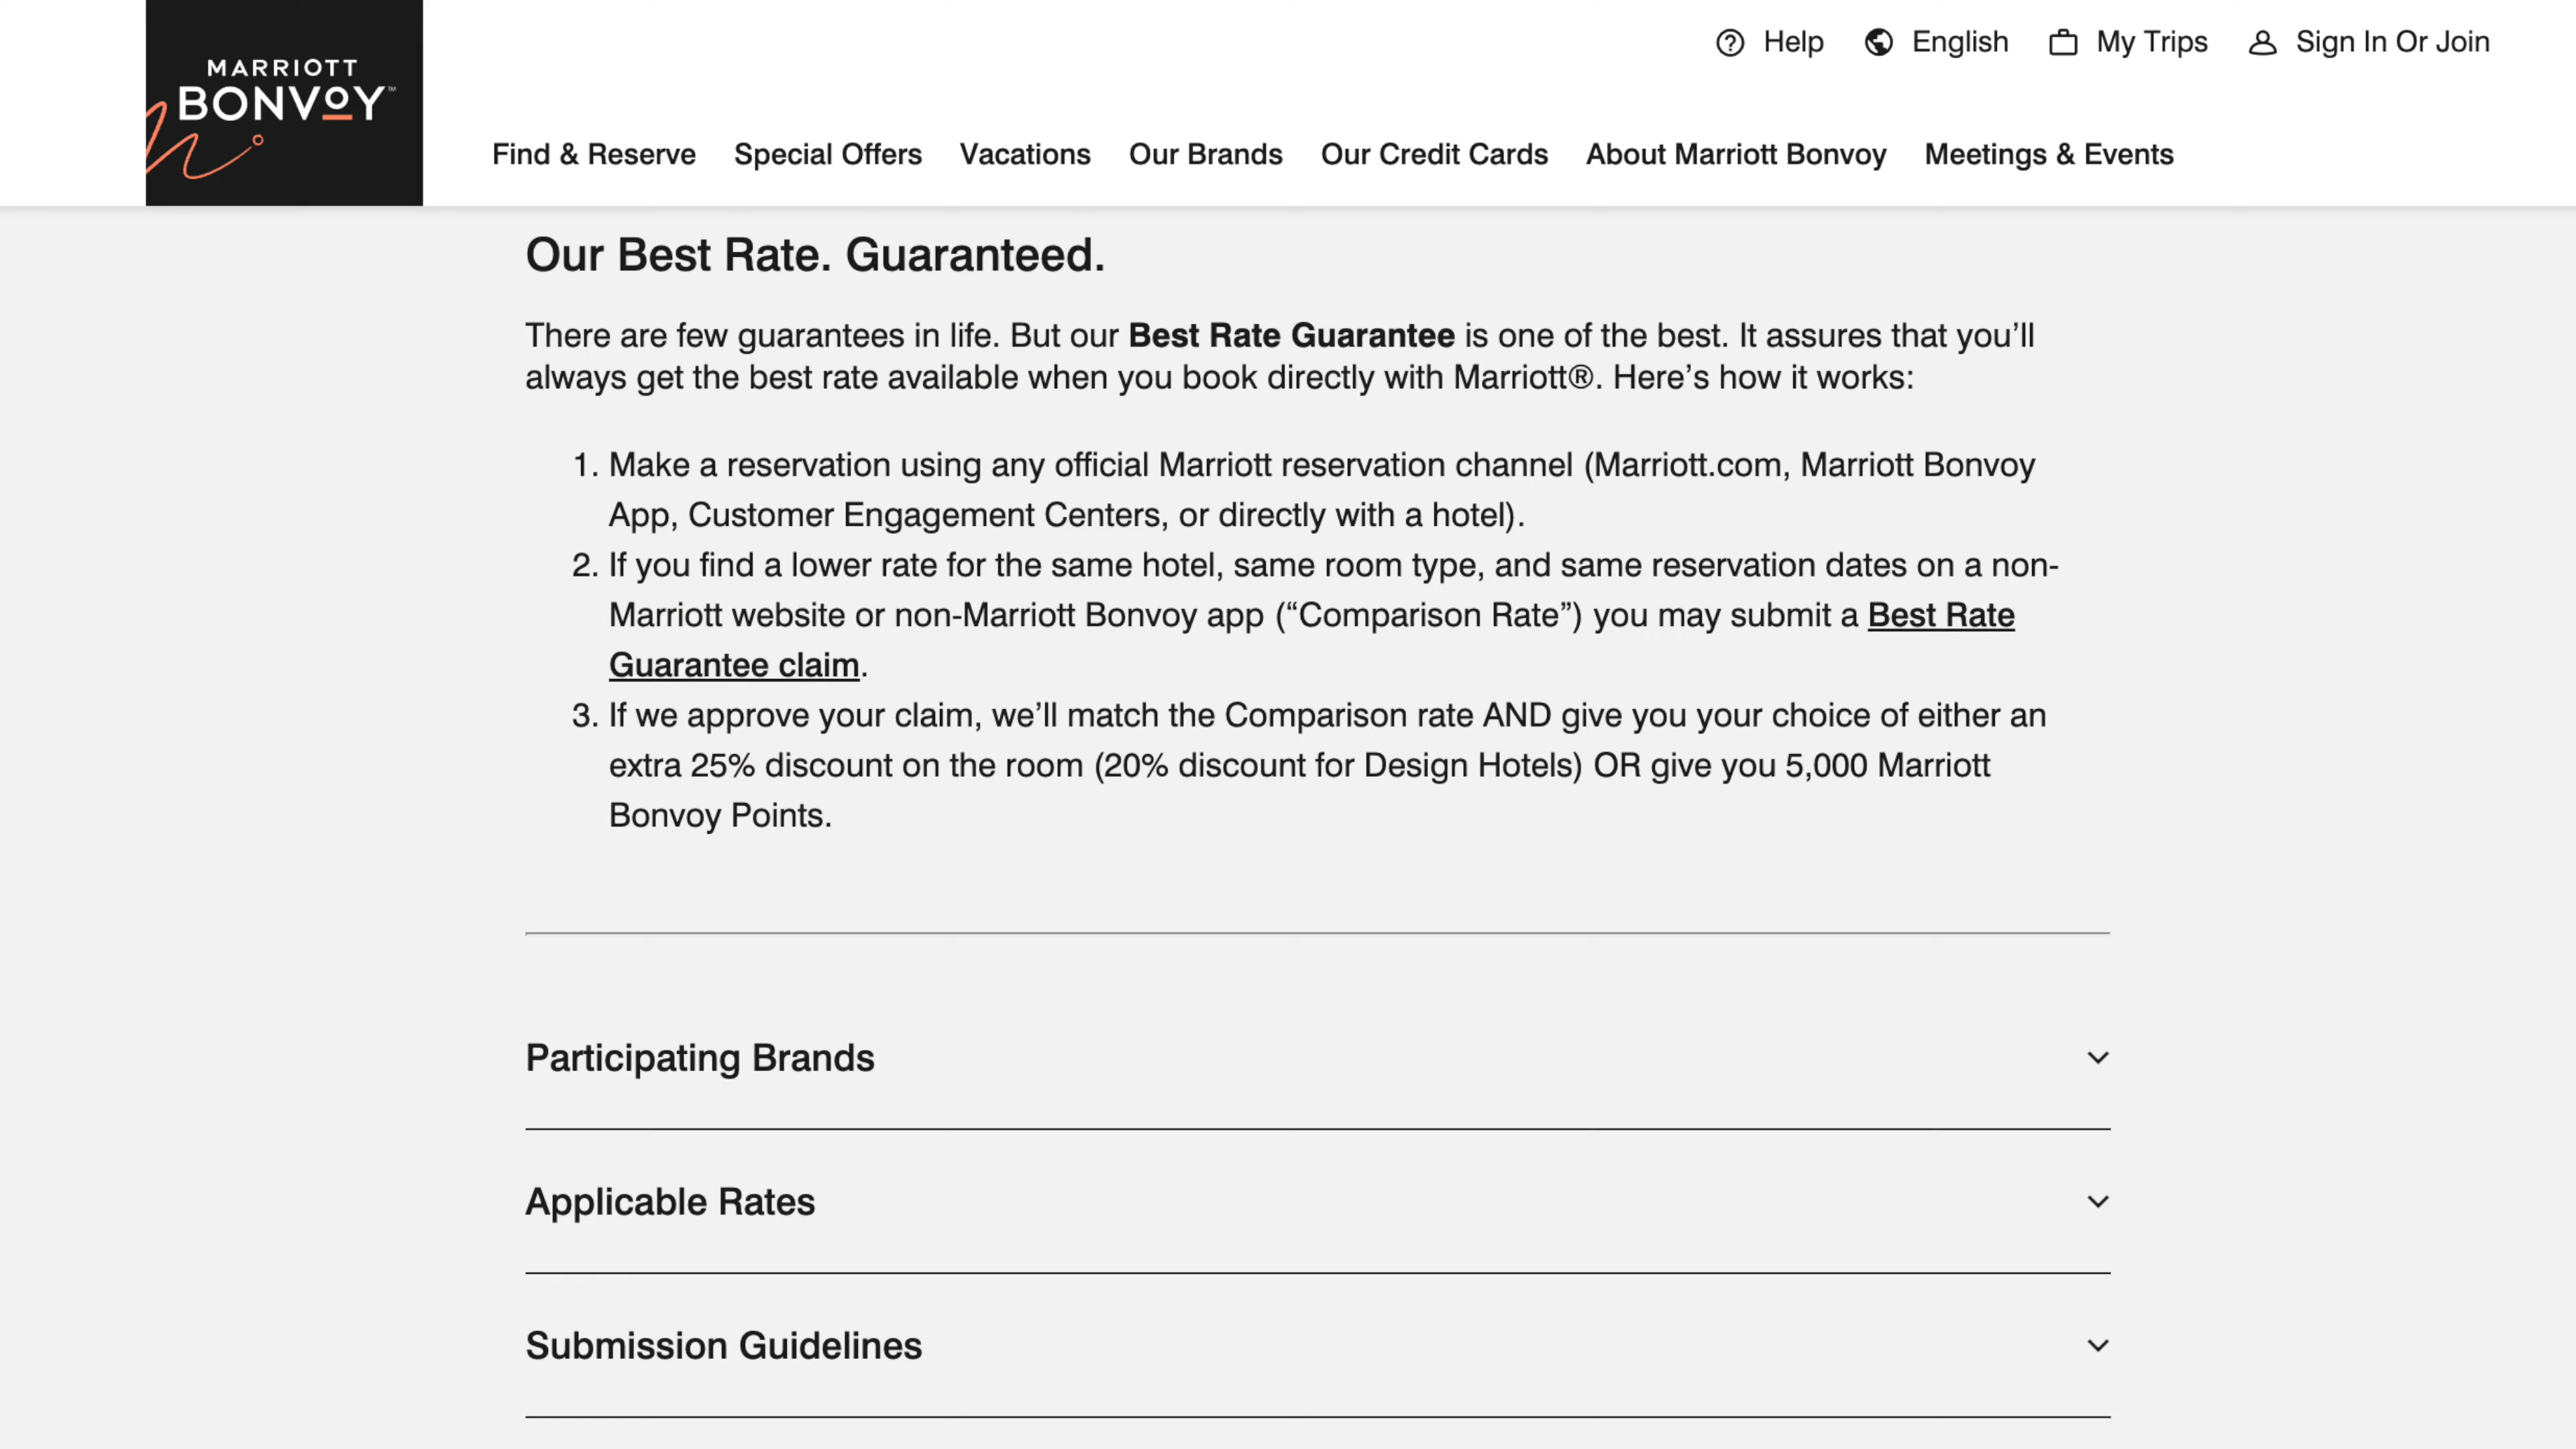 MARRIOTT
BONVOY™
Help English My Trips Sign In Or Join
Find & Reserve Special Offers Vacations Our Brands Our Credit Cards About Marriott Bonvoy Meetings & Events
Our Best Rate. Guaranteed.
There are few guarantees in life. But our Best Rate Guarantee is one of the best. It assures that you’ll
always get the best rate available when you book directly with Marriott®. Here’s how it works:
1. Make a reservation using any official Marriott reservation channel (Marriott.com, Marriott Bonvoy
App, Customer Engagement Centers, or directly with a hotel).
2. If you find a lower rate for the same hotel, same room type, and same reservation dates on a non-
Marriott website or non-Marriott Bonvoy app (“Comparison Rate”) you may submit a Best Rate
Guarantee claim.
3. If we approve your claim, we’ll match the Comparison rate AND give you your choice of either an
extra 25% discount on the room (20% discount for Design Hotels) OR give you 5,000 Marriott
Bonvoy Points.
Participating Brands
Applicable Rates
Submission Guidelines